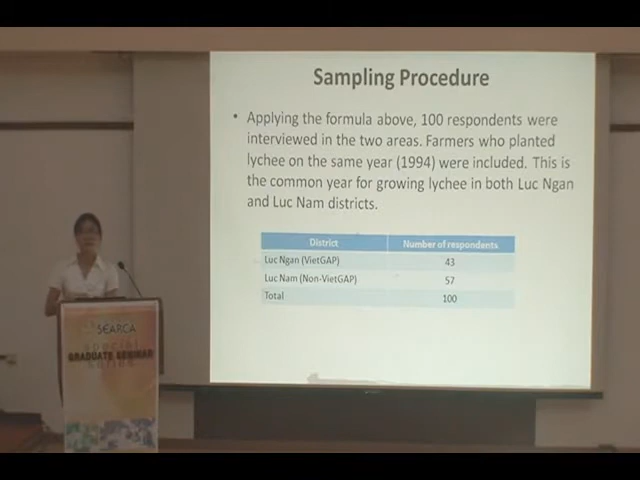 Sampling Procedure
• Applying the formula above, 100 respondents were
interviewed in the two areas. Farmers who planted
lychee on the same year (1994) were included. This is
the common year for growing lychee in both Luc Ngan
and Luc Nam districts.
District Number of respondents
Luc Ngan (VietGAP) 43
Luc Nam (Non-VietGAP) 57
Total 100
SEARCA
special
GRADUATE SEMINAR
series